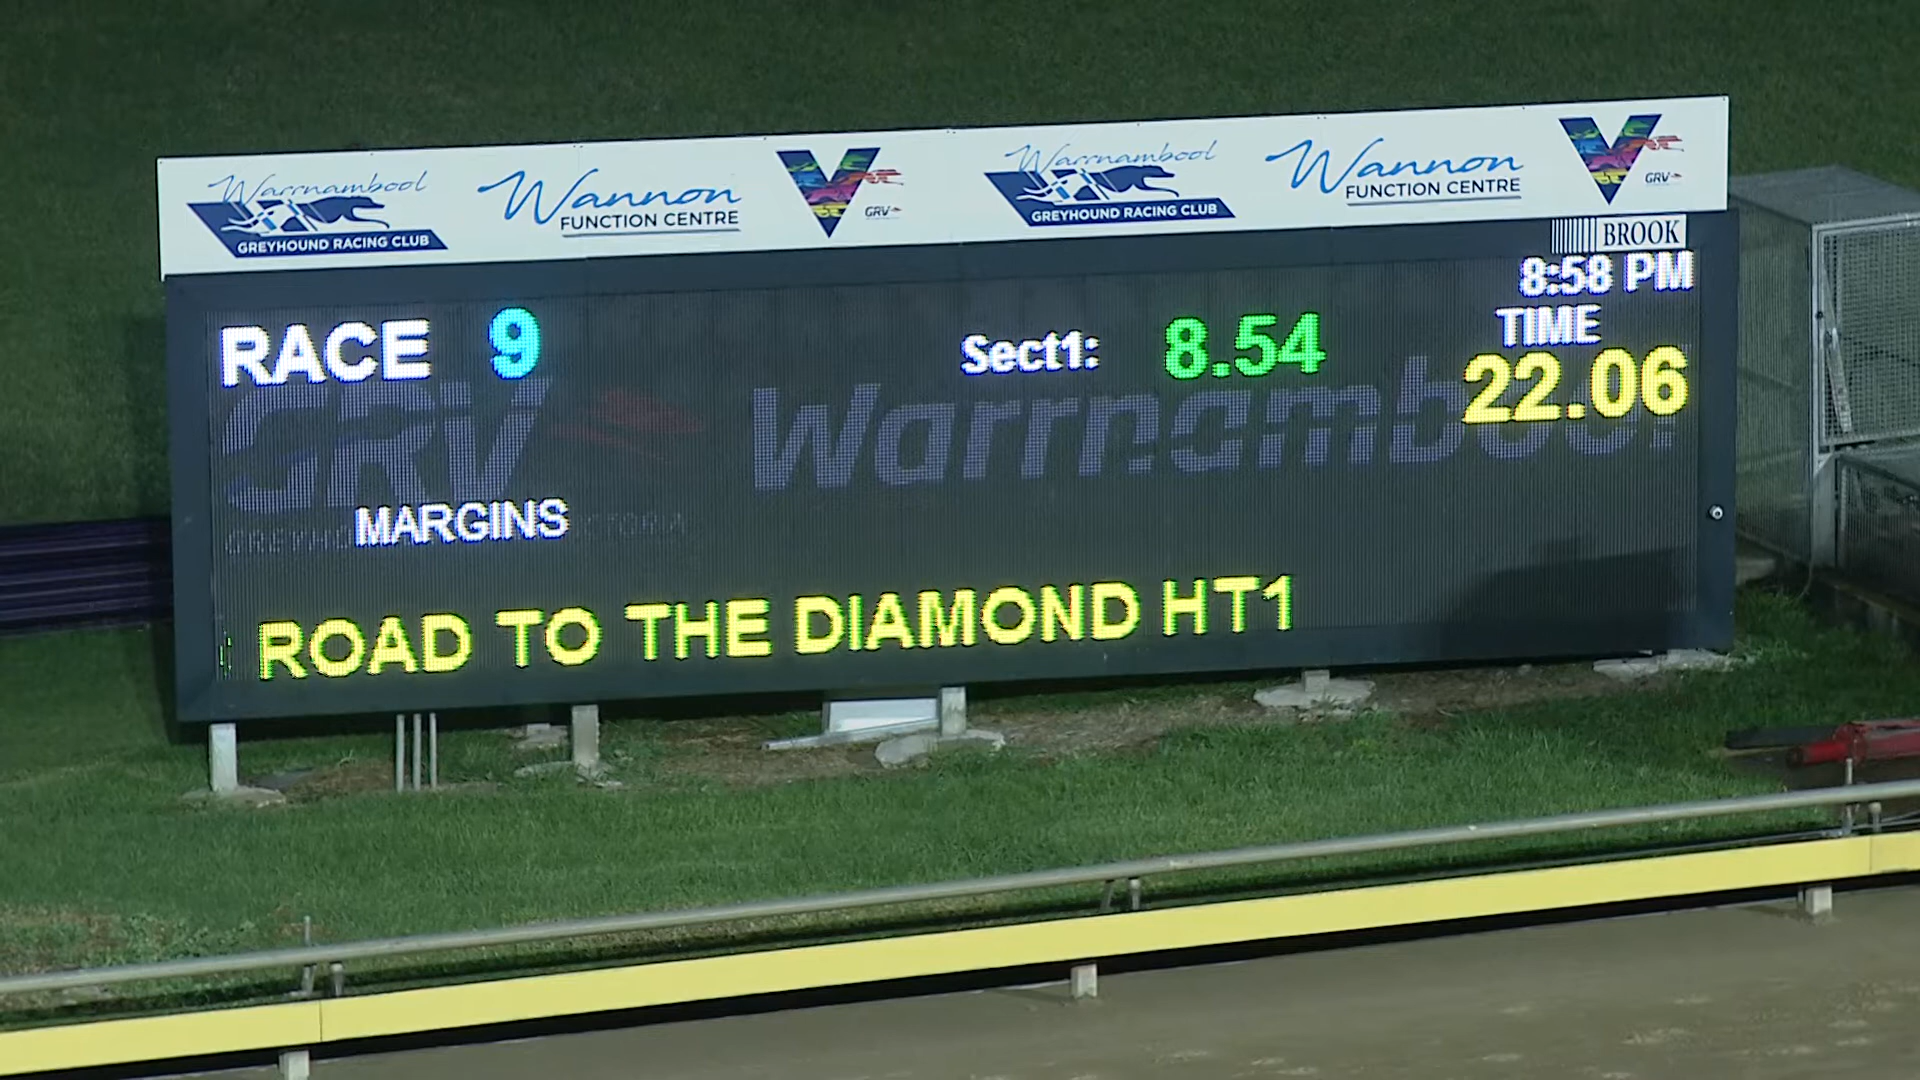 Warrnambool
GREYHOUND RACING CLUB
Wannon
FUNCTION CENTRE
V
GRV
Warrnambool
GREYHOUND RACING CLUB
Wannon
FUNCTION CENTRE
V
GRV
BROOK
8:58 PM
RACE 9
Sect1: 8.54
TIME
22.06
GRV
Warrnambool
MARGINS
ROAD TO THE DIAMOND HT1